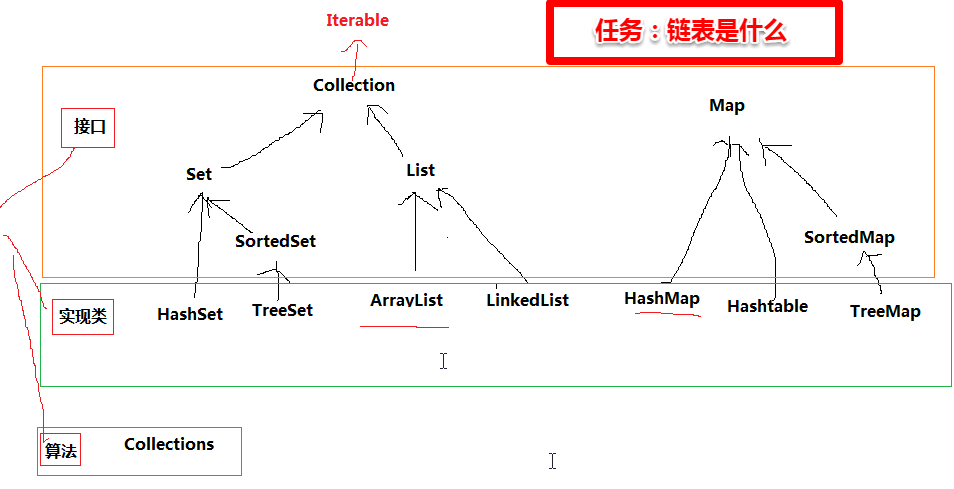 Iterable
任务：链表是什么
Collection
Map
接口
Set
List
SortedSet
SortedMap
实现类
HashSet
TreeSet
ArrayList
LinkedList
HashMap
Hashtable
TreeMap
算法
Collections